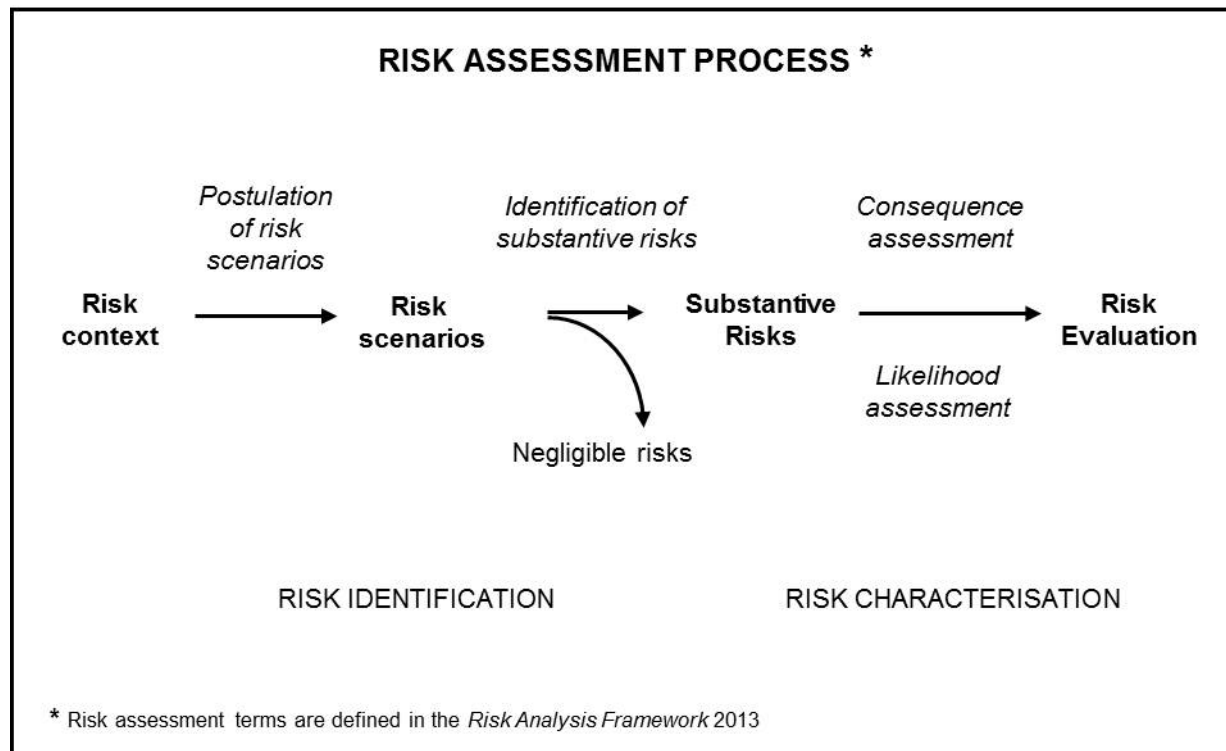 RISK ASSESSMENT PROCESS *
Postulation
of risk
scenarios
Identification of
substantive risks
Consequence
assessment
Risk
context
Risk
scenarios
Substantive
Risks
Risk
Evaluation
Likelihood
assessment
Negligible risks
RISK IDENTIFICATION
RISK CHARACTERISATION
* Risk assessment terms are defined in the Risk Analysis Framework 2013